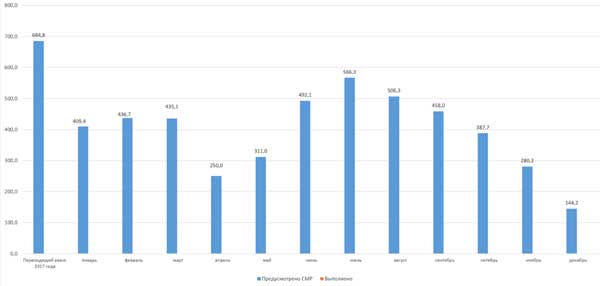 800,0
700,0
600,0
500,0
400,0
300,0
200,0
100,0
0,0
684,8
409,4
436,7
435,1
250,0
311,0
492,1
566,3
506,3
458,0
387,7
280,2
144,2
Переходящий аванс
2017 года
январь
февраль
март
апрель
май
июнь
июль
август
сентябрь
октябрь
ноябрь
декабрь
Предусмотрено СМР
Выполнено